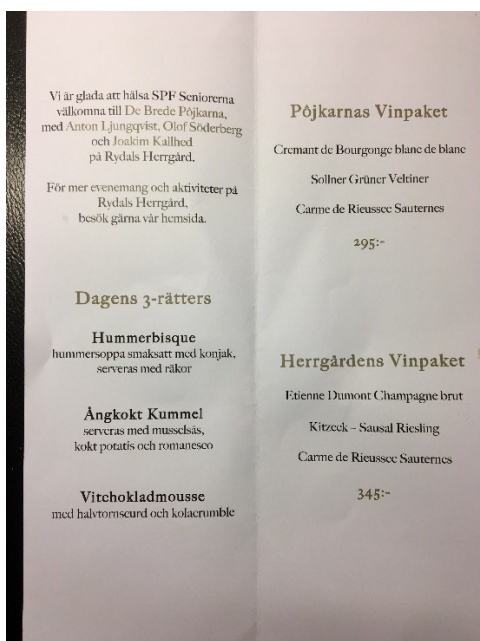 Vi är glada att hälsa SPF Seniorerna
välkomna till De Brede Pôjkarna,
med Anton Ljungqvist, Olof Söderberg
och Joakim Kallhed
på Rydals Herrgård.
För mer evenemang och aktiviteter på
Rydals Herrgård,
besök gärna vår hemsida.
Dagens 3-rätters
Hummerbisque
hummersoppa smaksatt med konjak,
serveras med räkor
Ångkokt Kummel
serveras med musselsås,
kokt potatis och romanesco
Vitchokladmousse
med havtornscurd och kolacrumble
Pôjkarnas Vinpaket
Cremant de Bourgonge blanc de blanc
Sollner Grüner Veltiner
Carme de Rieussec Sauternes
295:-
Herrgårdens Vinpaket
Etienne Dumont Champagne brut
Kitzeck - Sausal Riesling
Carme de Rieussec Sauternes
345:-